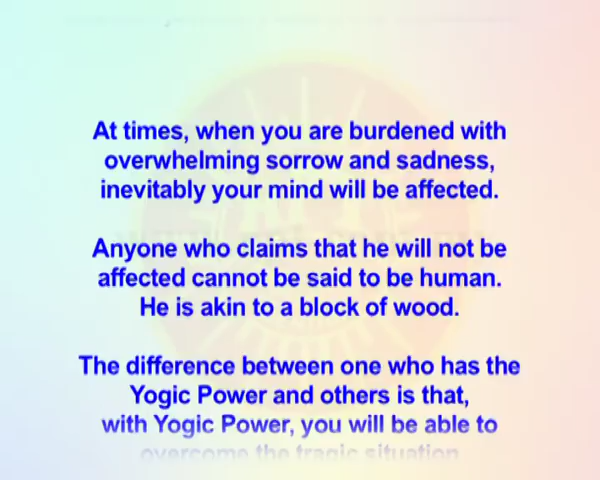 At times, when you are burdened with
overwhelming sorrow and sadness,
inevitably your mind will be affected.
Anyone who claims that he will not be
affected cannot be said to be human.
He is akin to a block of wood.
The difference between one who has the
Yogic Power and others is that,
with Yogic Power, you will be able to
overcome the tragic situation